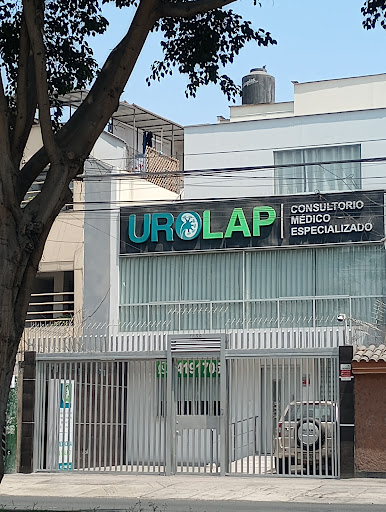 UROLAP
CONSULTORIO
MÉDICO
ESPECIALIZADO